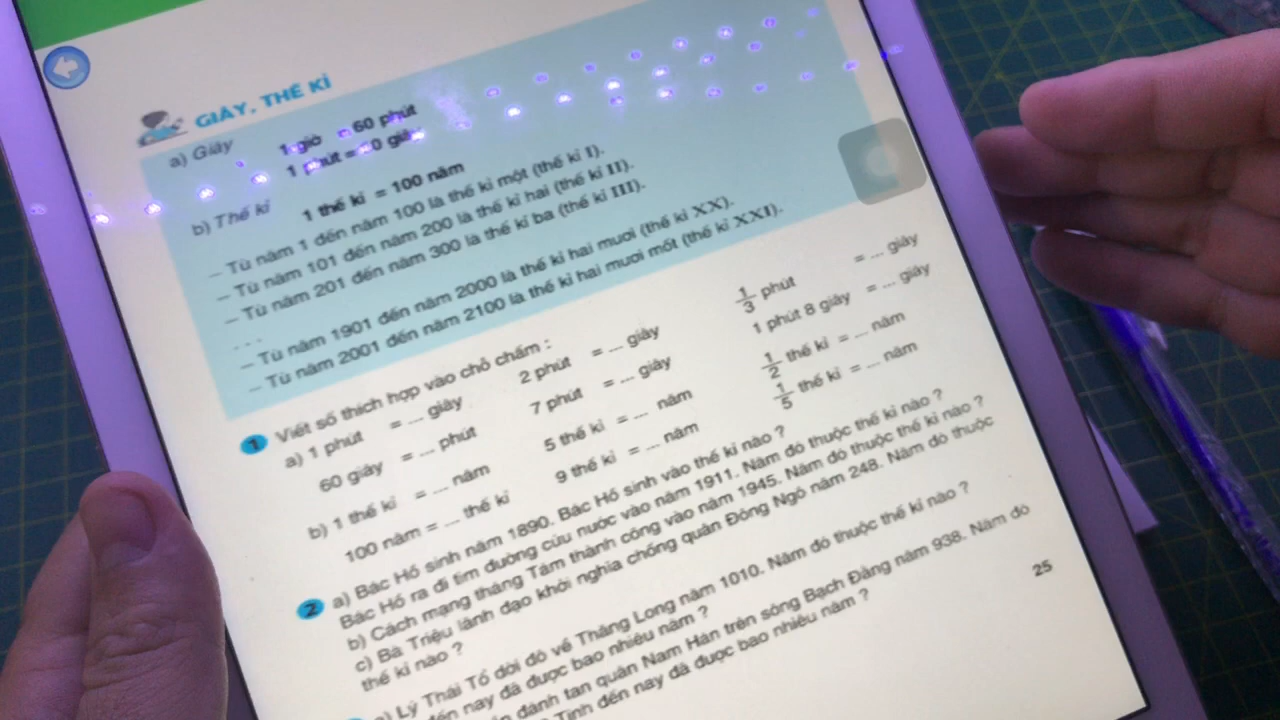 GIÂY, THẾ KỈ
a) Giây
1 giờ = 60 phút
1 phút = 60 giây
b) Thế kỉ
1 thế kỉ = 100 năm
– Từ năm 1 đến năm 100 là thế kỉ một (thế kỉ I).
– Từ năm 101 đến năm 200 là thế kỉ hai (thế kỉ II).
– Từ năm 201 đến năm 300 là thế kỉ ba (thế kỉ III).
. . .
– Từ năm 1901 đến năm 2000 là thế kỉ hai mươi (thế kỉ XX).
– Từ năm 2001 đến năm 2100 là thế kỉ hai mươi mốt (thế kỉ XXI).
1 Viết số thích hợp vào chỗ chấm :
a) 1 phút = ... giây 2 phút = ... giây 1/3 phút = ... giây
60 giây = ... phút 7 phút = ... giây 1 phút 8 giây = ... giây
b) 1 thế kỉ = ... năm 5 thế kỉ = ... năm 1/2 thế kỉ = ... năm
100 năm = ... thế kỉ 9 thế kỉ = ... năm 1/5 thế kỉ = ... năm
2 a) Bác Hồ sinh năm 1890. Bác Hồ sinh vào thế kỉ nào ?
Bác Hồ ra đi tìm đường cứu nước vào năm 1911. Năm đó thuộc thế kỉ nào ?
b) Cách mạng tháng Tám thành công vào năm 1945. Năm đó thuộc thế kỉ nào ?
c) Bà Triệu lãnh đạo khởi nghĩa chống quân Đông Ngô năm 248. Năm đó thuộc
thế kỉ nào ?
a) Lý Thái Tổ dời đô về Thăng Long năm 1010. Năm đó thuộc thế kỉ nào ?
đến nay đã được bao nhiêu năm ?
đánh tan quân Nam Hán trên sông Bạch Đằng năm 938. Năm đó
Tính đến nay đã được bao nhiêu năm ?
25